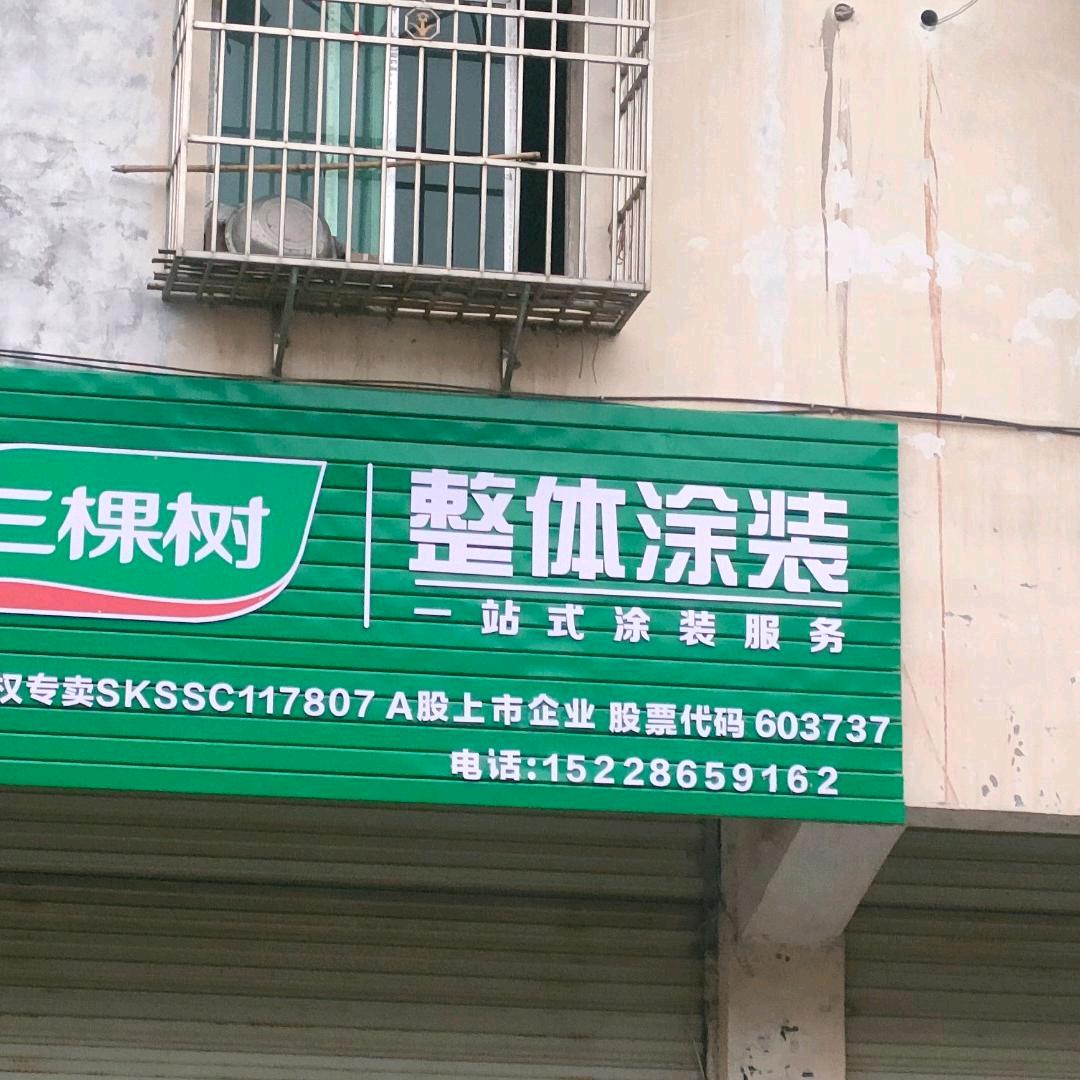 三棵树
整体涂装
一站式涂装服务
权专卖SKSSC117807 A股上市企业 股票代码 603737
电话:15228659162